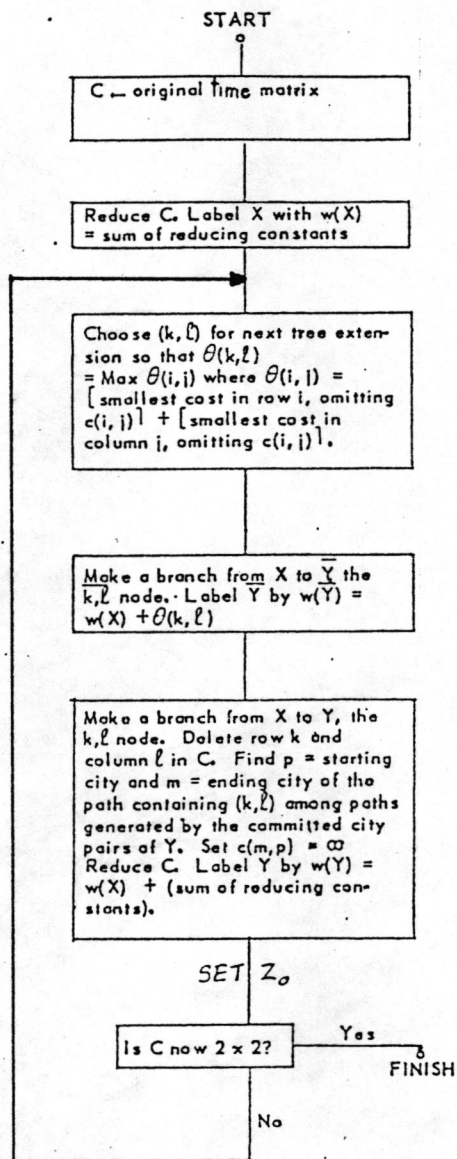 START
C ← original time matrix
Reduce C. Label X with w(X)
= sum of reducing constants
Choose (k,ℓ) for next tree exten-
sion so that θ(k,ℓ)
= Max θ(i,j) where θ(i,j) =
[smallest cost in row i, omitting
c(i,j)] + [smallest cost in
column j, omitting c(i,j)].
Make a branch from X to Y̅ the
k̅,̅ℓ̅ node. Label Y by w(Y) =
w(X) + θ(k,ℓ)
Make a branch from X to Y, the
k,ℓ node. Delete row k and
column ℓ in C. Find p = starting
city and m = ending city of the
path containing (k,ℓ) among paths
generated by the committed city
pairs of Y. Set c(m,p) = ∞
Reduce C. Label Y by w(Y) =
w(X) + (sum of reducing con-
stants).
SET Z₀
Is C now 2 x 2?
Yes
FINISH
No